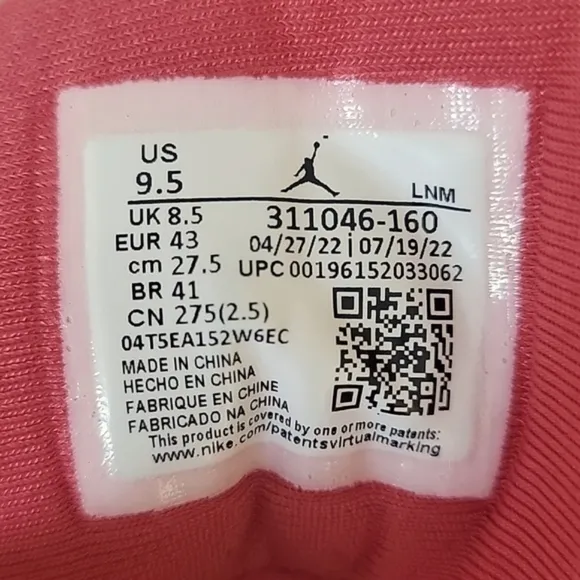 US
9.5
LNM
UK 8.5
311046-160
EUR 43
04/27/22 | 07/19/22
cm 27.5
UPC 00196152033062
BR 41
CN 275(2.5)
04T5EA152W6EC
MADE IN CHINA
HECHO EN CHINA
FABRIQUE EN CHINE
FABRICADO NA CHINA
This product is covered by one or more patents:
www.nike.com/patentsvirtualmarking